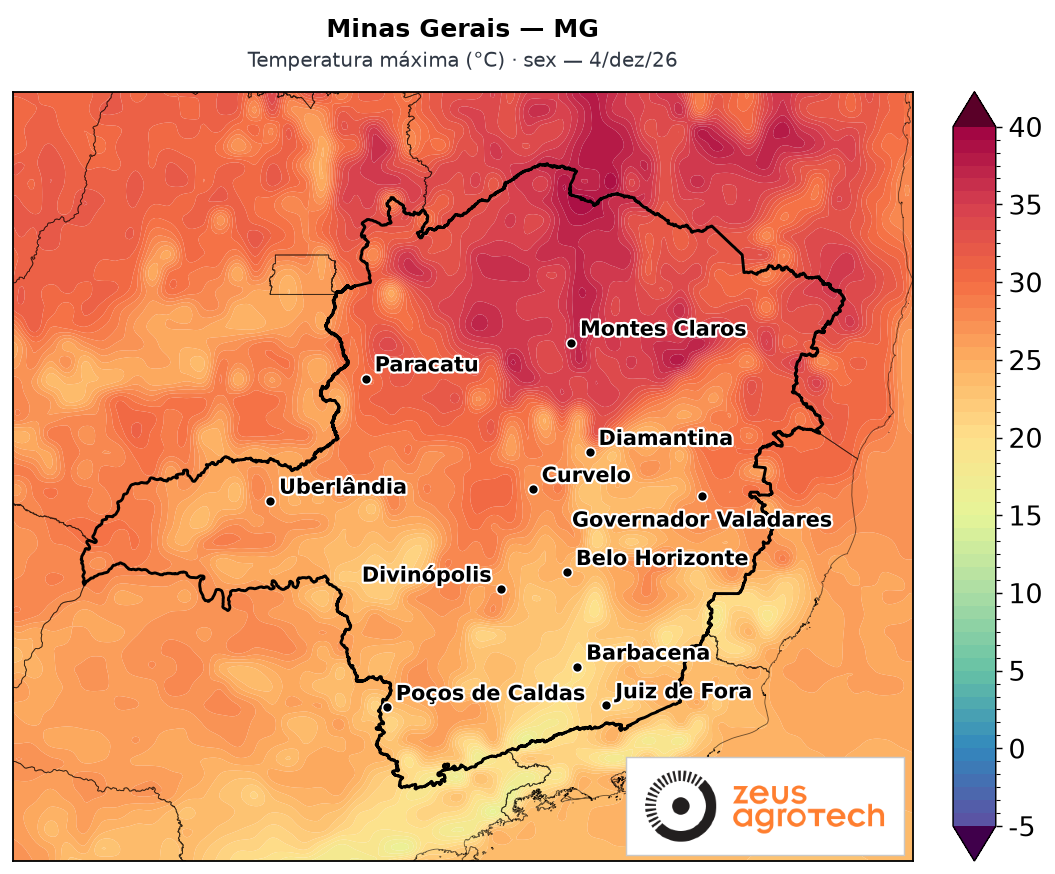 Minas Gerais — MG
Temperatura máxima (°C) · sex — 4/dez/26
Montes Claros
Paracatu
Diamantina
Curvelo
Uberlândia
Governador Valadares
Belo Horizonte
Divinópolis
Barbacena
Poços de Caldas
Juiz de Fora
zeus
agrotech
40
35
30
25
20
15
10
5
0
-5